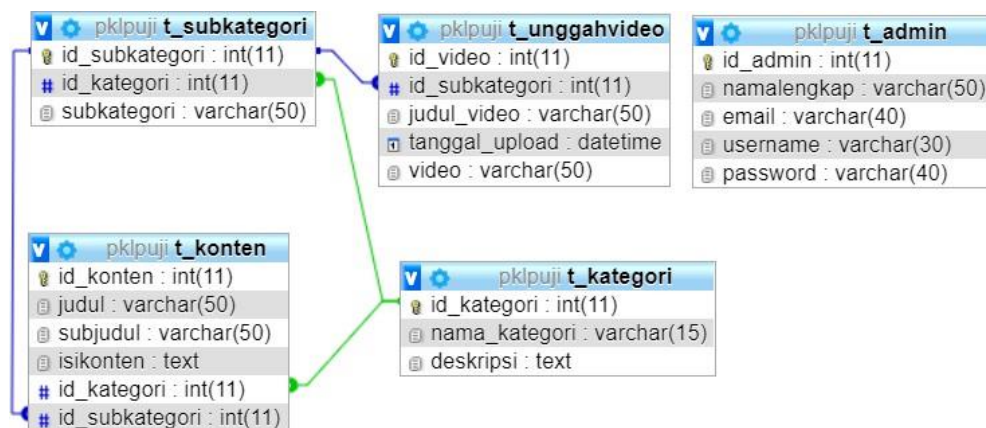 pklpuji t_subkategori
id_subkategori : int(11)
id_kategori : int(11)
subkategori : varchar(50)
pklpuji t_unggahvideo
id_video : int(11)
id_subkategori : int(11)
judul_video : varchar(50)
tanggal_upload : datetime
video : varchar(50)
pklpuji t_admin
id_admin : int(11)
namalengkap : varchar(50)
email : varchar(40)
username : varchar(30)
password : varchar(40)
pklpuji t_konten
id_konten : int(11)
judul : varchar(50)
subjudul : varchar(50)
isikonten : text
# id_kategori : int(11)
# id_subkategori : int(11)
pklpuji t_kategori
id_kategori : int(11)
nama_kategori : varchar(15)
deskripsi : text